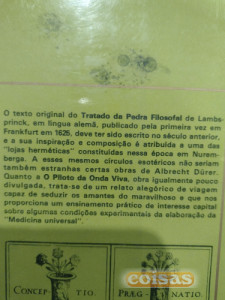 O texto original do Tratado da Pedra Filosofal de Lambs-
princk, em língua alemã, publicado pela primeira vez em
Frankfurt em 1625, deve ter sido escrito no século anterior,
e a sua inspiração e composição é atribuída a uma das
"lojas herméticas" constituídas nessa época em Nurem-
berga. A esses mesmos círculos esotéricos não seriam
também estranhas certas obras de Albrecht Dürer.
Quanto a O Piloto da Onda Viva, obra igualmente pouco
divulgada, trata-se de um relato alegórico de viagem
capaz de seduzir os amantes do maravilhoso e que nos
proporciona um ensinamento prático de interesse capital
sobre algumas condições experimentais da elaboração da
"Medicina universal".
CONCEP TIO.
PRÆG NATIO.
coisas